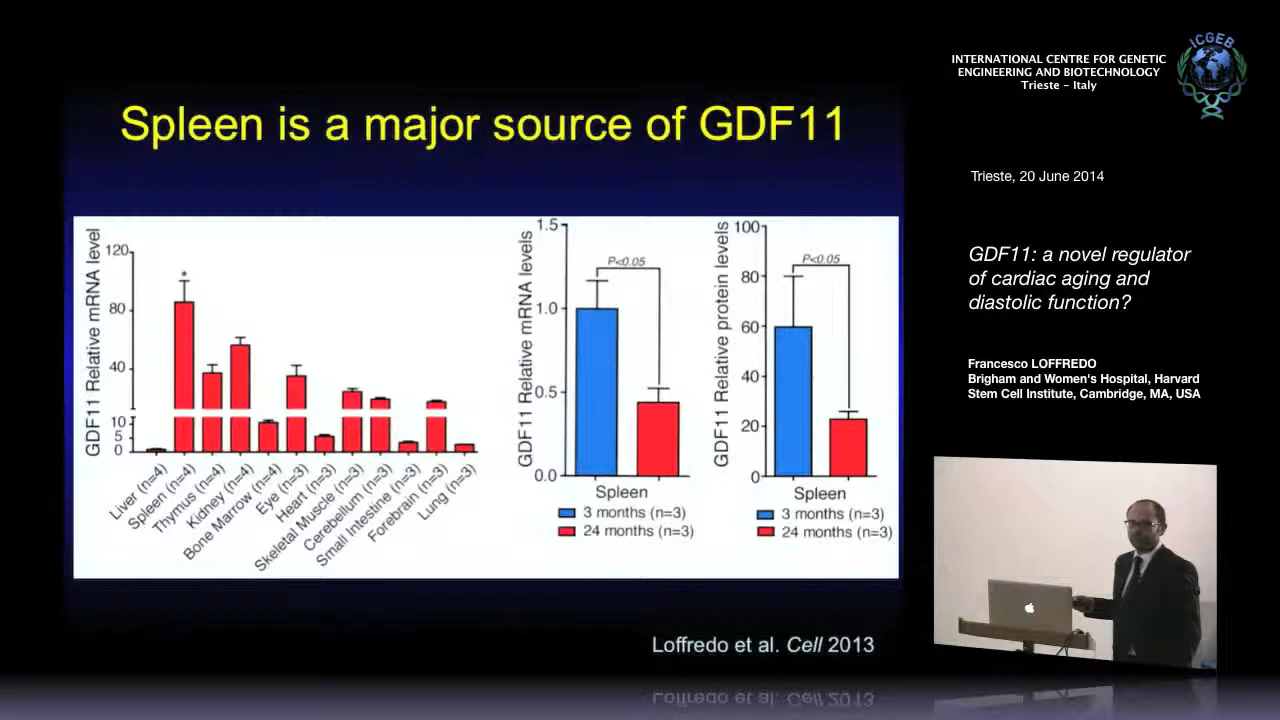 Spleen is a major source of GDF11
GDF11 Relative mRNA level
120
80
40
10
5
0
*
Liver (n=4)
Spleen (n=4)
Thymus (n=4)
Kidney (n=4)
Bone Marrow (n=4)
Eye (n=3)
Heart (n=3)
Skeletal Muscle (n=3)
Cerebellum (n=3)
Small Intestine (n=3)
Forebrain (n=3)
Lung (n=3)
GDF11 Relative mRNA levels
1.5
1.0
0.5
0.0
P<0.05
Spleen
3 months (n=3)
24 months (n=3)
GDF11 Relative protein levels
100
80
60
40
20
0
P<0.05
Spleen
3 months (n=3)
24 months (n=3)
Loffredo et al. Cell 2013
INTERNATIONAL CENTRE FOR GENETIC
ENGINEERING AND BIOTECHNOLOGY
Trieste - Italy
ICGEB
Trieste, 20 June 2014
GDF11: a novel regulator
of cardiac aging and
diastolic function?
Francesco LOFFREDO
Brigham and Women's Hospital, Harvard
Stem Cell Institute, Cambridge, MA, USA